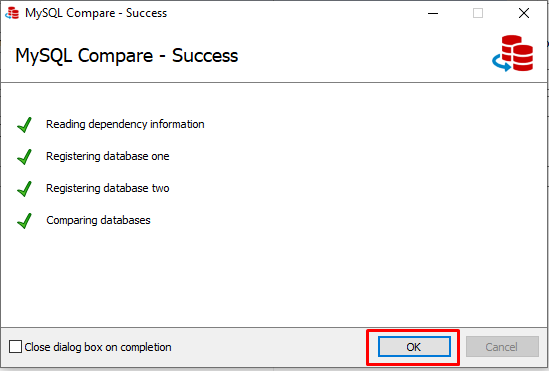 MySQL Compare - Success
MySQL Compare - Success
Reading dependency information
Registering database one
Registering database two
Comparing databases
Close dialog box on completion
OK
Cancel